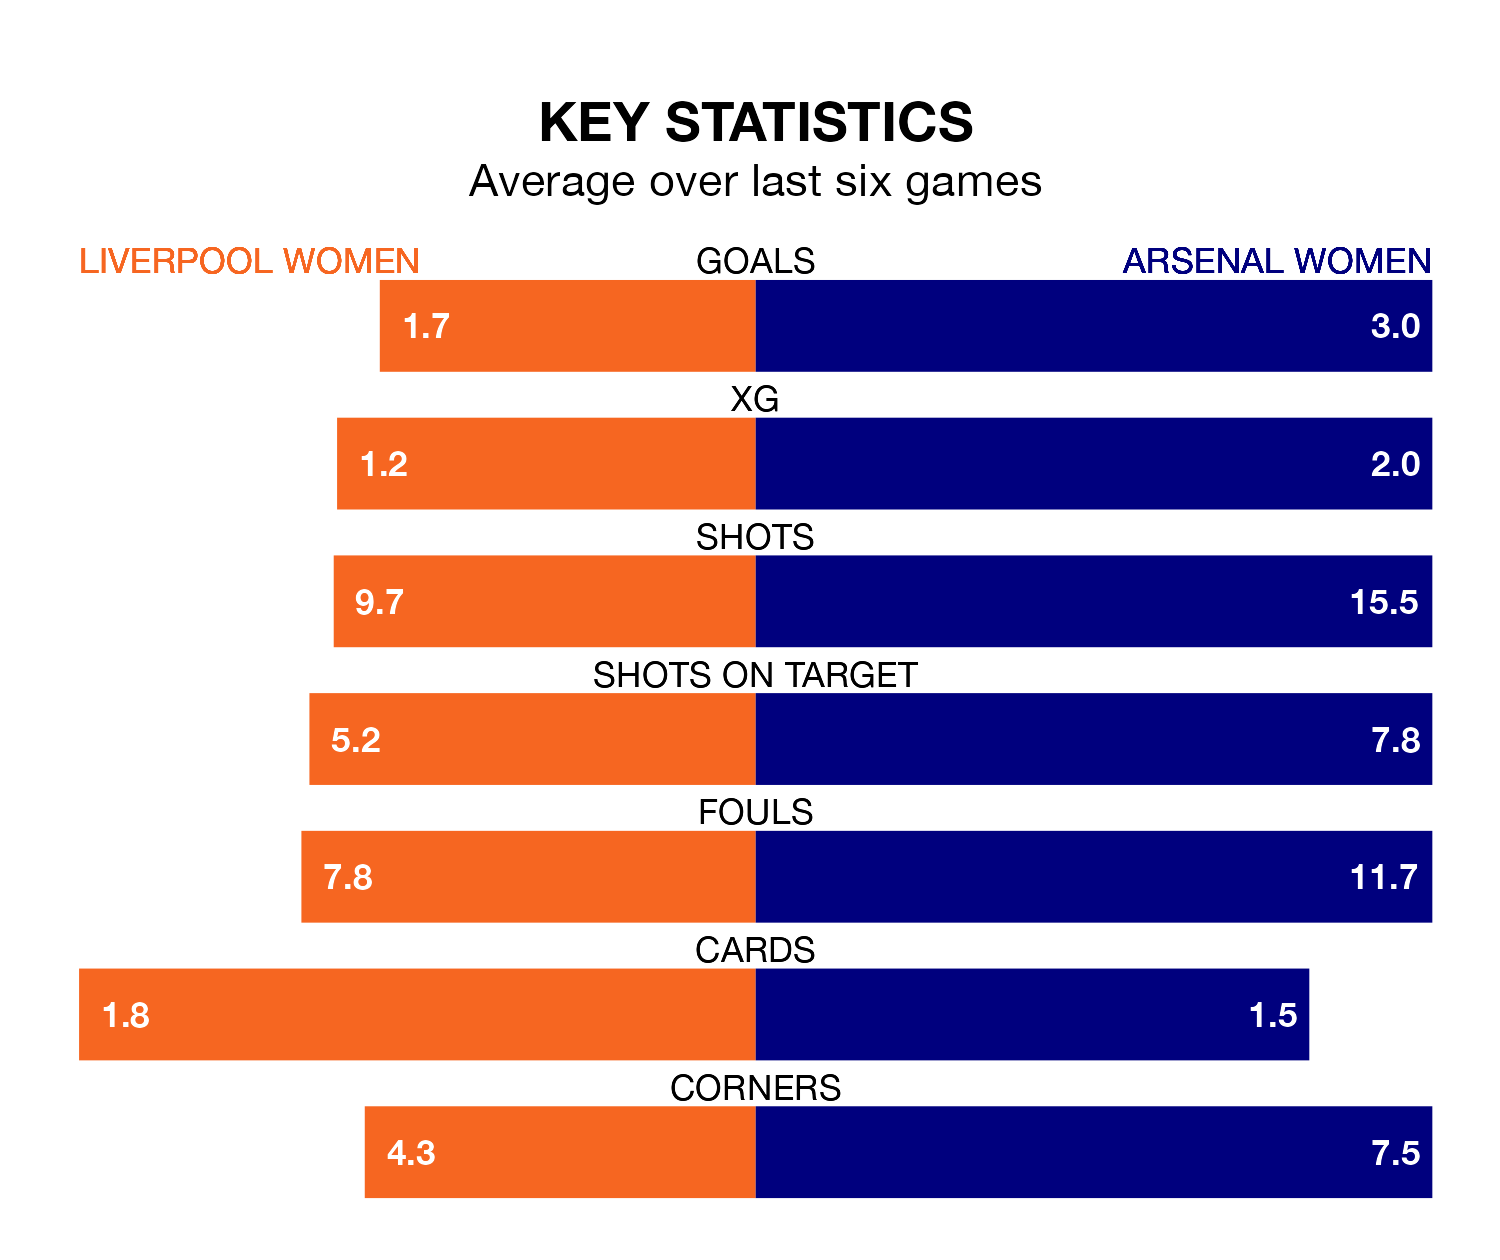 KEY STATISTICS
Average over last six games
LIVERPOOL WOMEN GOALS ARSENAL WOMEN
1.7 3.0
XG
1.2 2.0
SHOTS
9.7 15.5
SHOTS ON TARGET
5.2 7.8
FOULS
7.8 11.7
CARDS
1.8 1.5
CORNERS
4.3 7.5